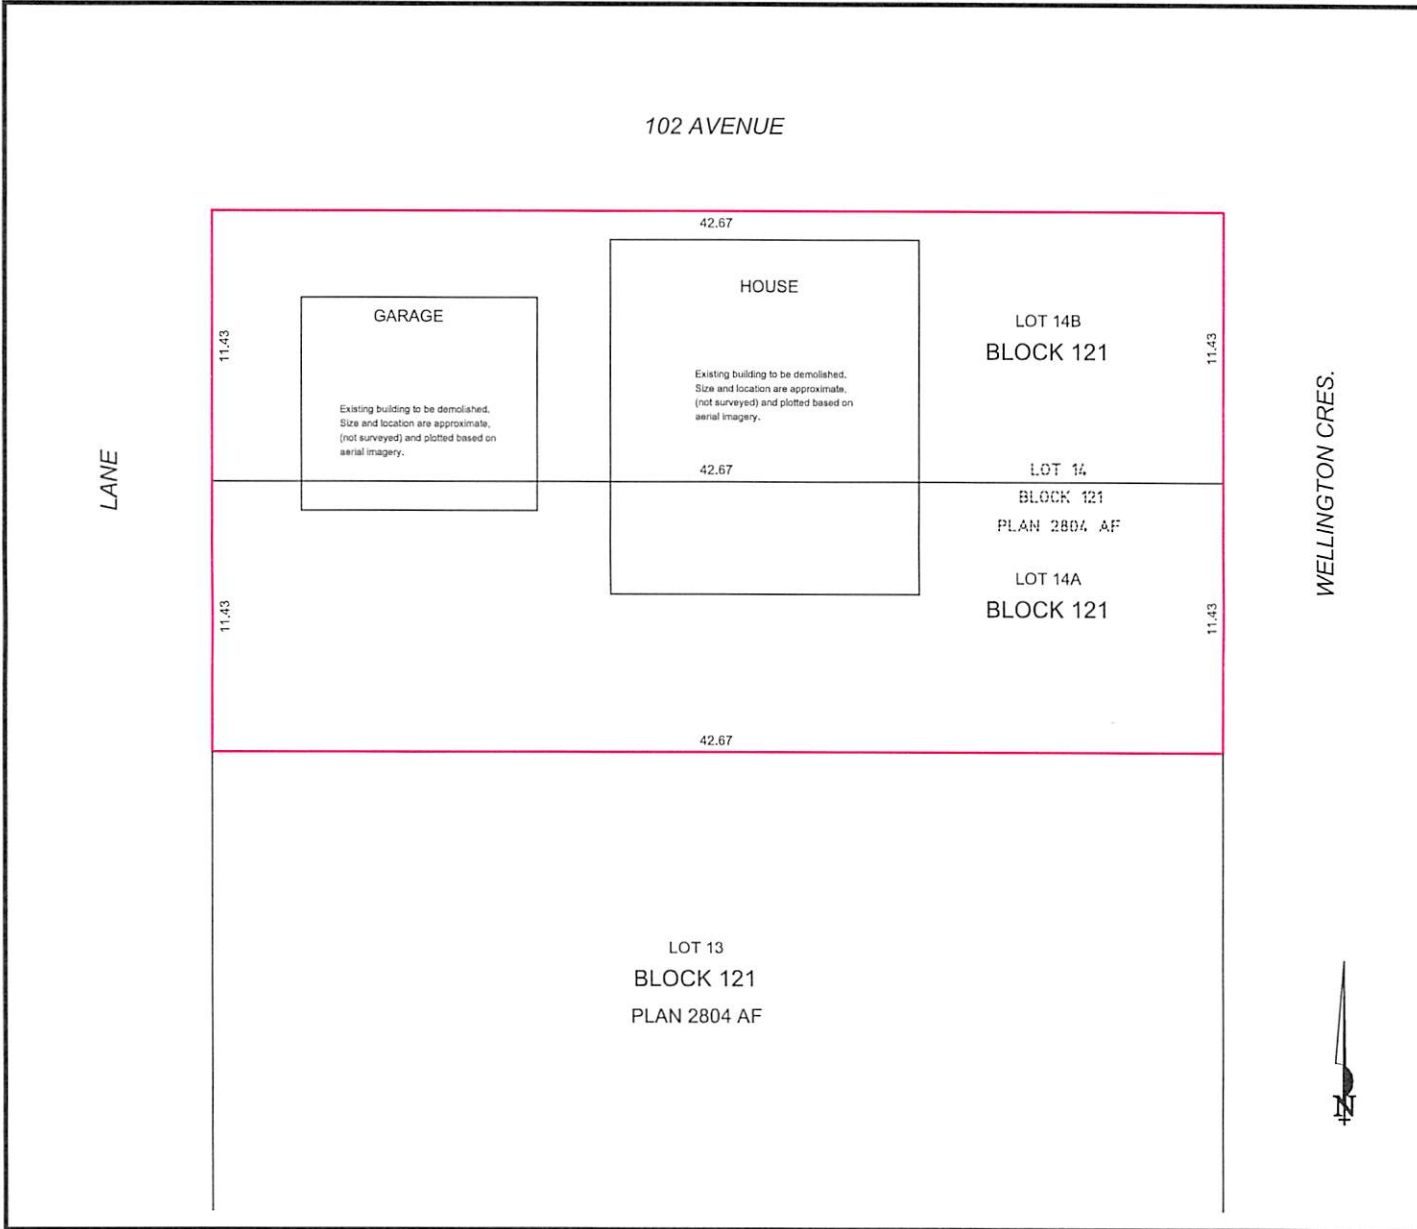 102 AVENUE
42.67
HOUSE
GARAGE
LOT 14B
BLOCK 121
11.43
11.43
Existing building to be demolished.
Size and location are approximate,
(not surveyed) and plotted based on
aerial imagery.
Existing building to be demolished.
Size and location are approximate,
(not surveyed) and plotted based on
aerial imagery.
LANE
WELLINGTON CRES.
42.67
LOT 14
BLOCK 121
PLAN 2804 AF
LOT 14A
BLOCK 121
11.43
11.43
42.67
LOT 13
BLOCK 121
PLAN 2804 AF
N